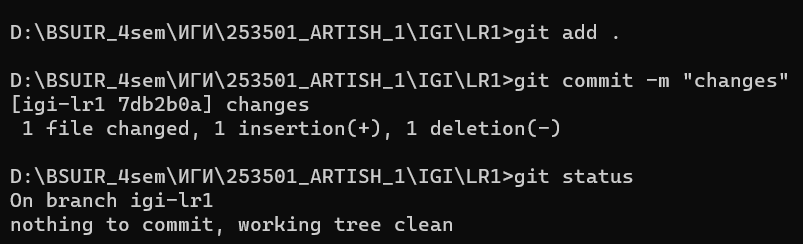 D:\BSUIR_4sem\ИГИ\253501_ARTISH_1\IGI\LR1>git add .
D:\BSUIR_4sem\ИГИ\253501_ARTISH_1\IGI\LR1>git commit -m "changes"
[igi-lr1 7db2b0a] changes
 1 file changed, 1 insertion(+), 1 deletion(-)
D:\BSUIR_4sem\ИГИ\253501_ARTISH_1\IGI\LR1>git status
On branch igi-lr1
nothing to commit, working tree clean